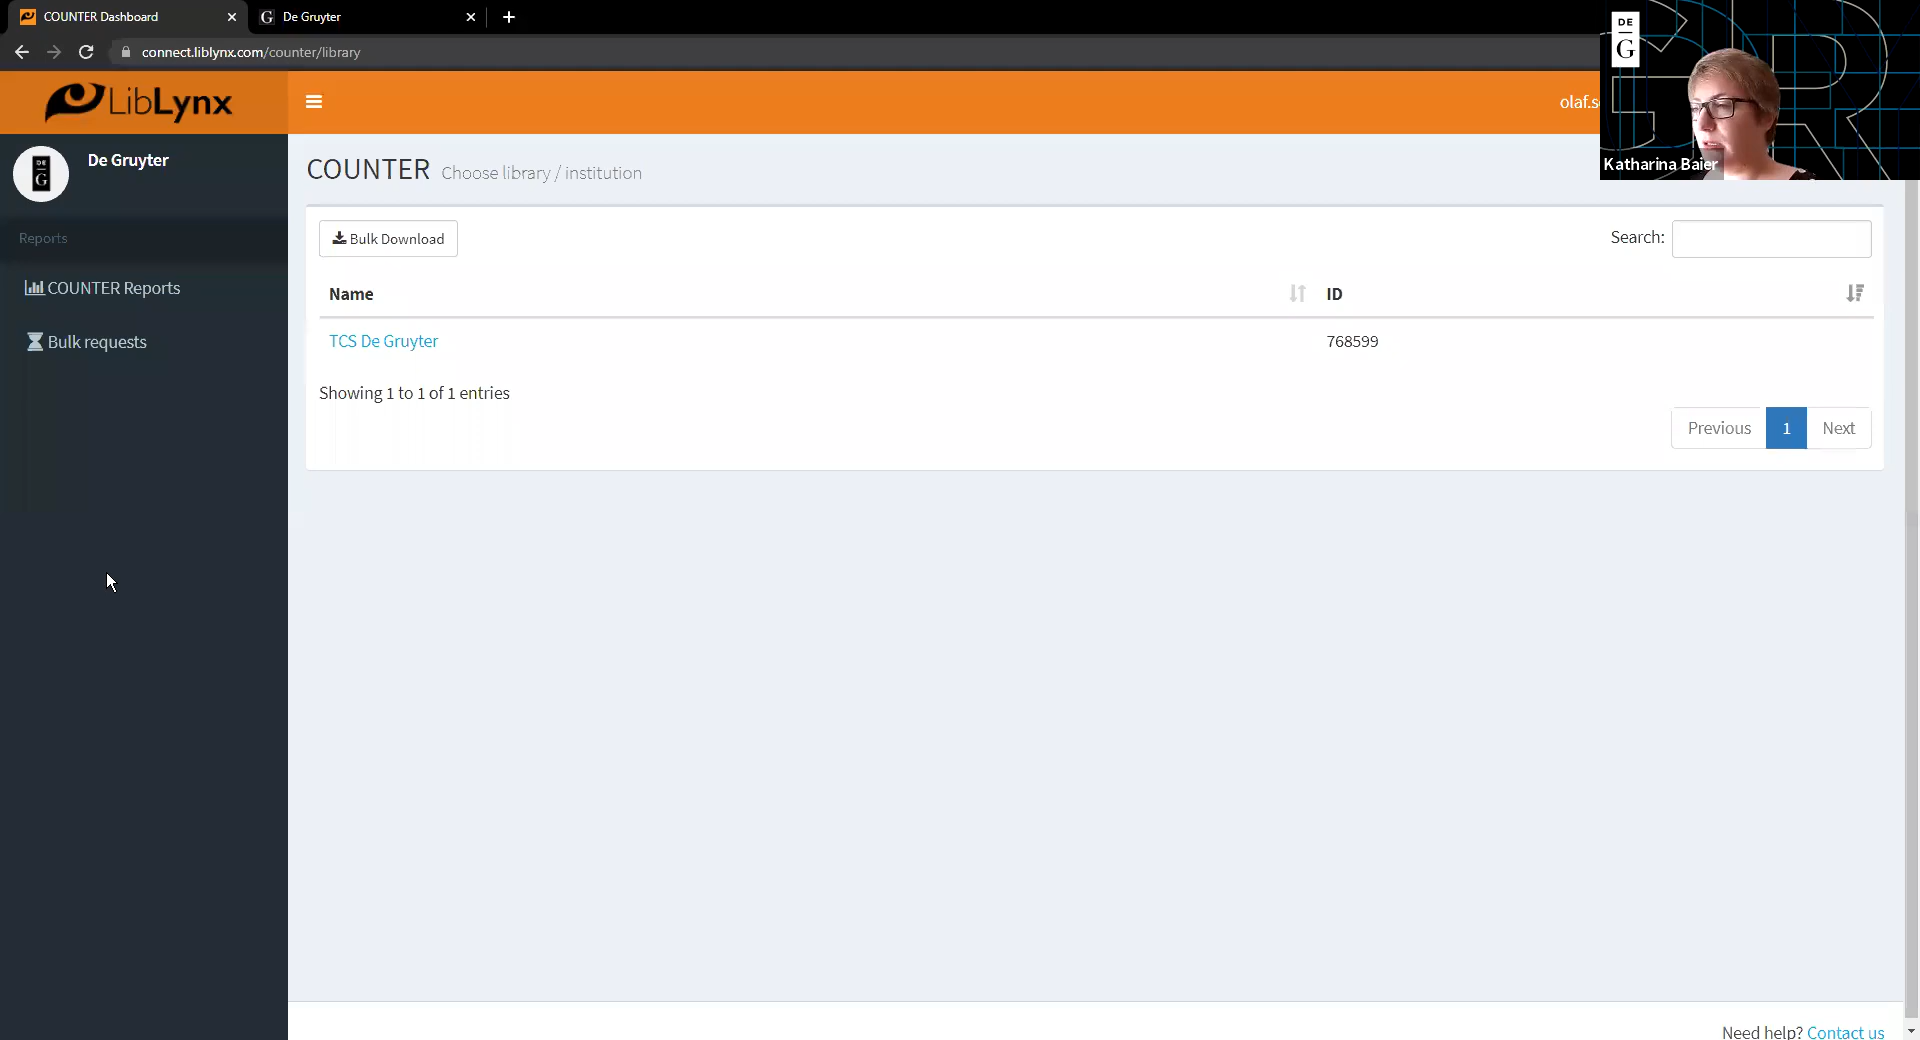 COUNTER Dashboard
De Gruyter
connect.liblynx.com/counter/library
LibLynx
olaf.s
DE
G
Katharina Baier
DE
G
De Gruyter
Reports
COUNTER Reports
Bulk requests
COUNTER Choose library / institution
Bulk Download
Search:
Name ID
TCS De Gruyter 768599
Showing 1 to 1 of 1 entries
Previous 1 Next
Need help? Contact us